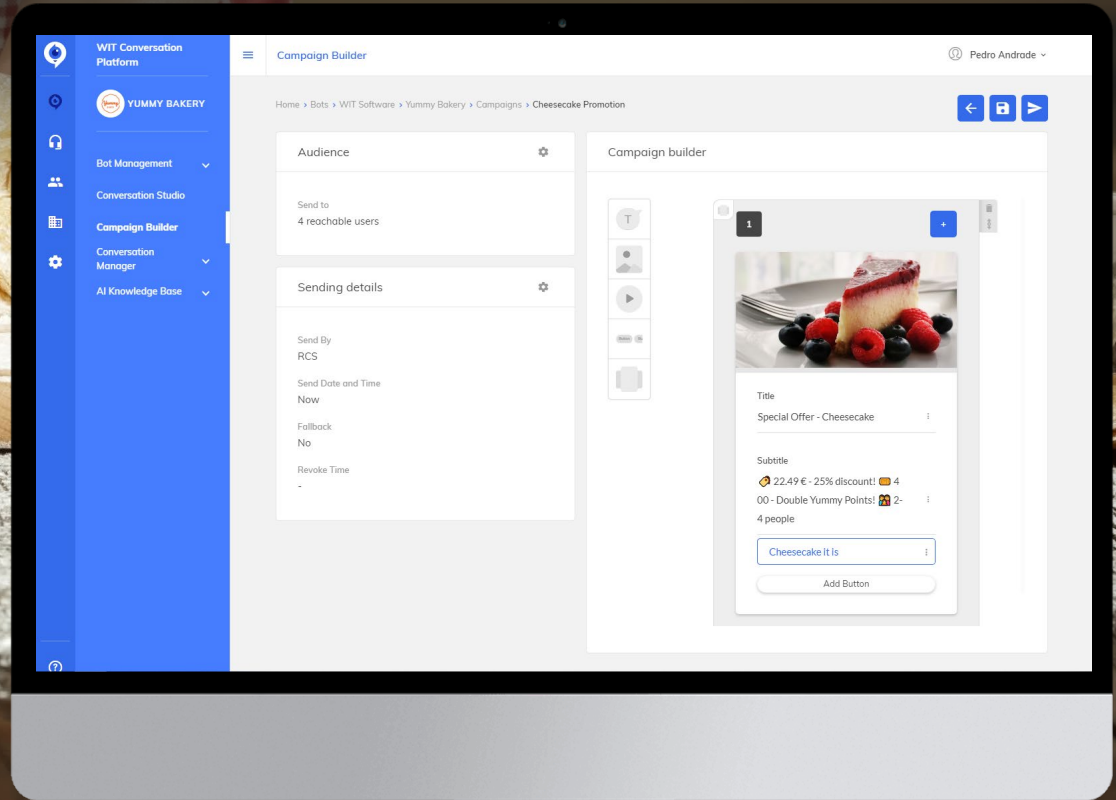 WIT Conversation
Platform
YUMMY BAKERY
Bot Management
Conversation Studio
Campaign Builder
Conversation
Manager
AI Knowledge Base
Campaign Builder
Pedro Andrade
Home › Bots › WIT Software › Yummy Bakery › Campaigns › Cheesecake Promotion
Audience
Send to
4 reachable users
Sending details
Send By
RCS
Send Date and Time
Now
Fallback
No
Revoke Time
-
Campaign builder
T
1
+
Title
Special Offer - Cheesecake
Subtitle
🏷️ 22.49 € - 25% discount! 🎟️ 4
00 - Double Yummy Points! 👫 2-
4 people
Cheesecake it is
Add Button